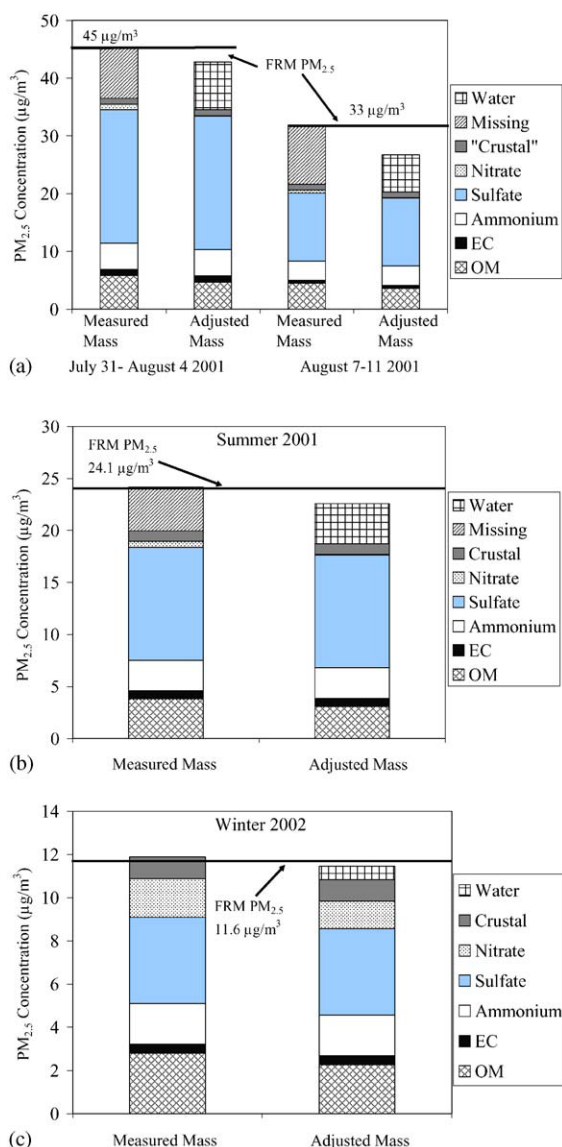 50
40
30
20
10
0
PM2.5 Concentration (µg/m³)
45 µg/m³
FRM PM2.5
33 µg/m³
Water
Missing
"Crustal"
Nitrate
Sulfate
Ammonium
EC
OM
Measured Mass
Adjusted Mass
Measured Mass
Adjusted Mass
(a)
July 31- August 4 2001
August 7-11 2001
30
25
20
15
10
5
0
PM2.5 Concentration (µg/m³)
Summer 2001
FRM PM2.5
24.1 µg/m³
Water
Missing
Crustal
Nitrate
Sulfate
Ammonium
EC
OM
(b)
Measured Mass
Adjusted Mass
14
12
10
8
6
4
2
0
PM2.5 Concentration (µg/m³)
Winter 2002
FRM PM2.5
11.6 µg/m³
Water
Crustal
Nitrate
Sulfate
Ammonium
EC
OM
(c)
Measured Mass
Adjusted Mass